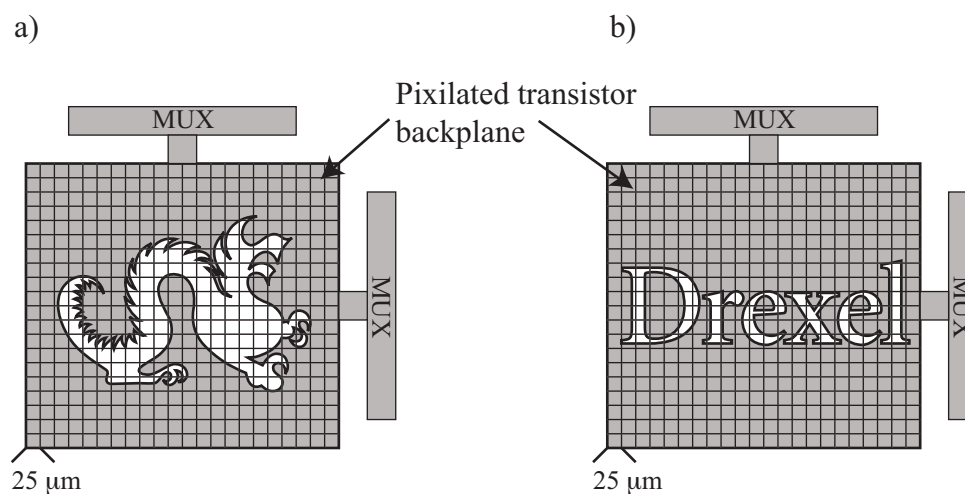 a)
b)
Pixilated transistor
backplane
MUX
MUX
MUX
MUX
Drexel
25 μm
25 μm